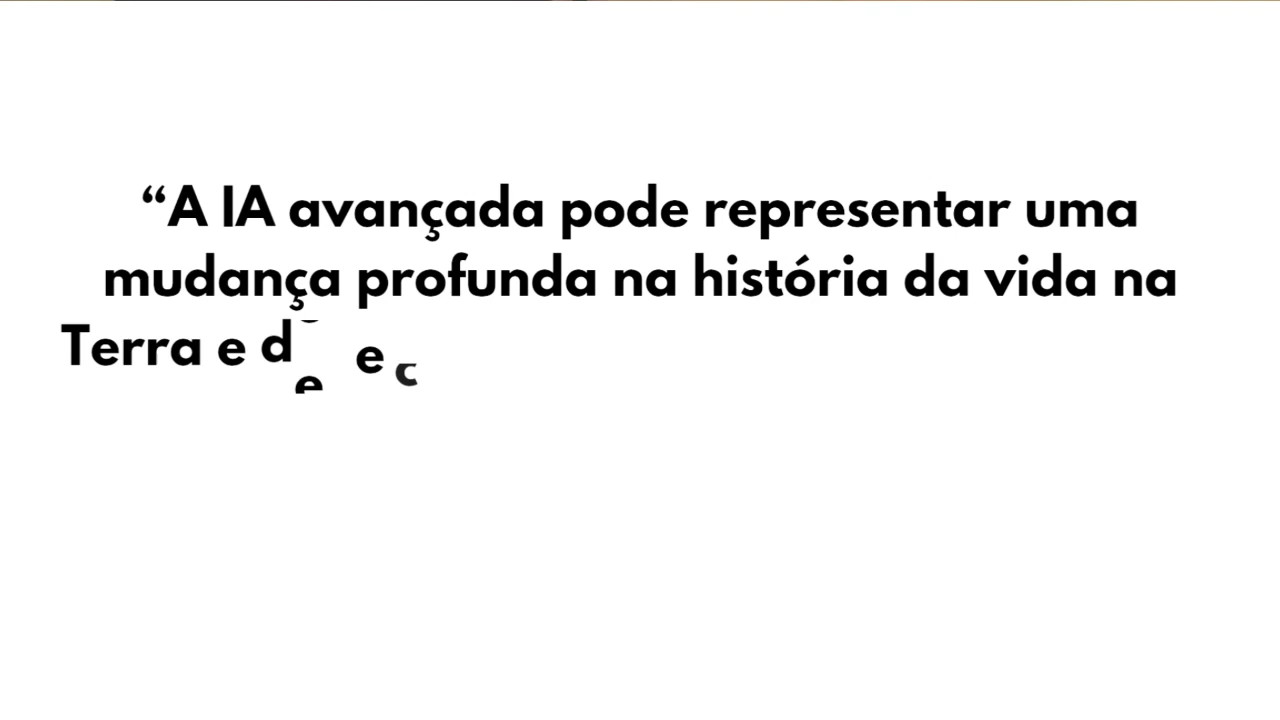 “A IA avançada pode representar uma
mudança profunda na história da vida na
Terra e